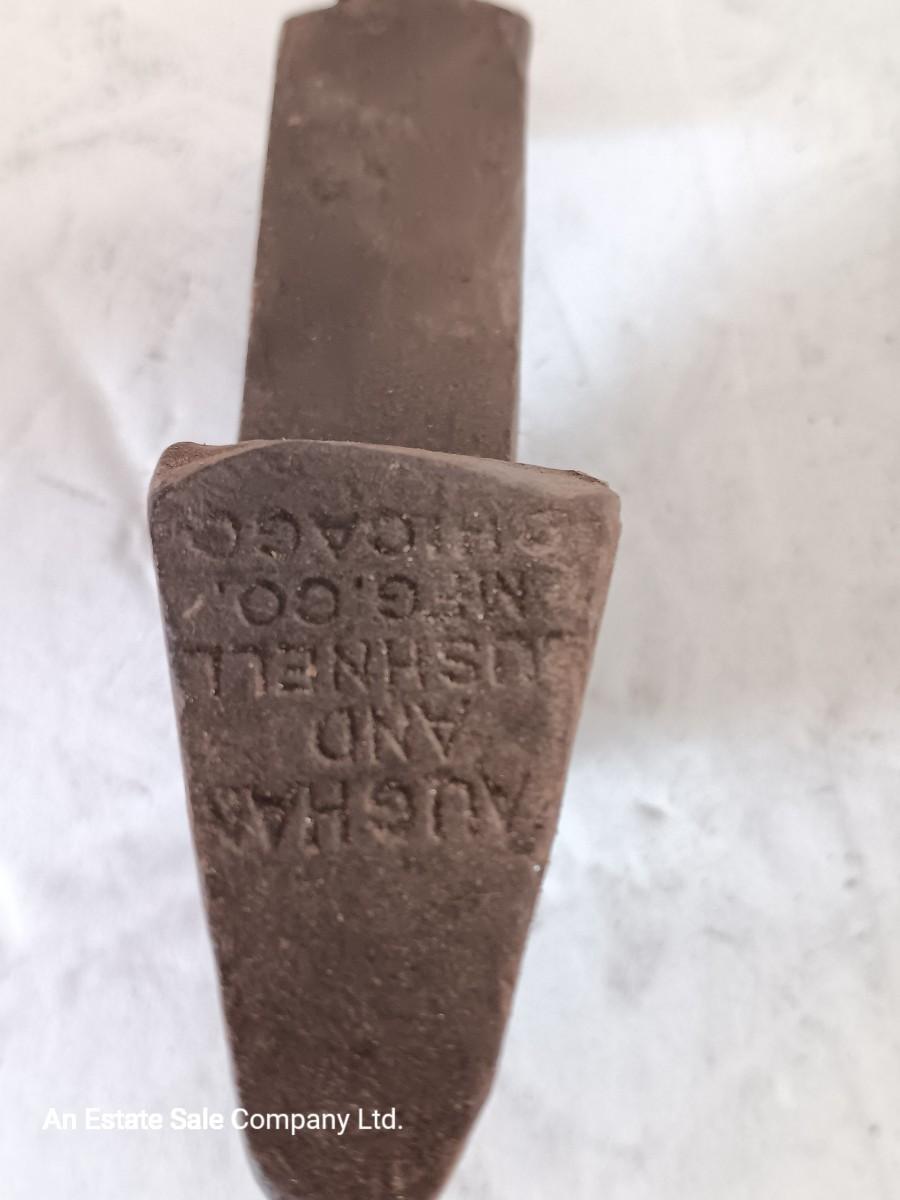 AUGHAN
AND
USHNELL
MFG.CO.
CHICAGO
An Estate Sale Company Ltd.